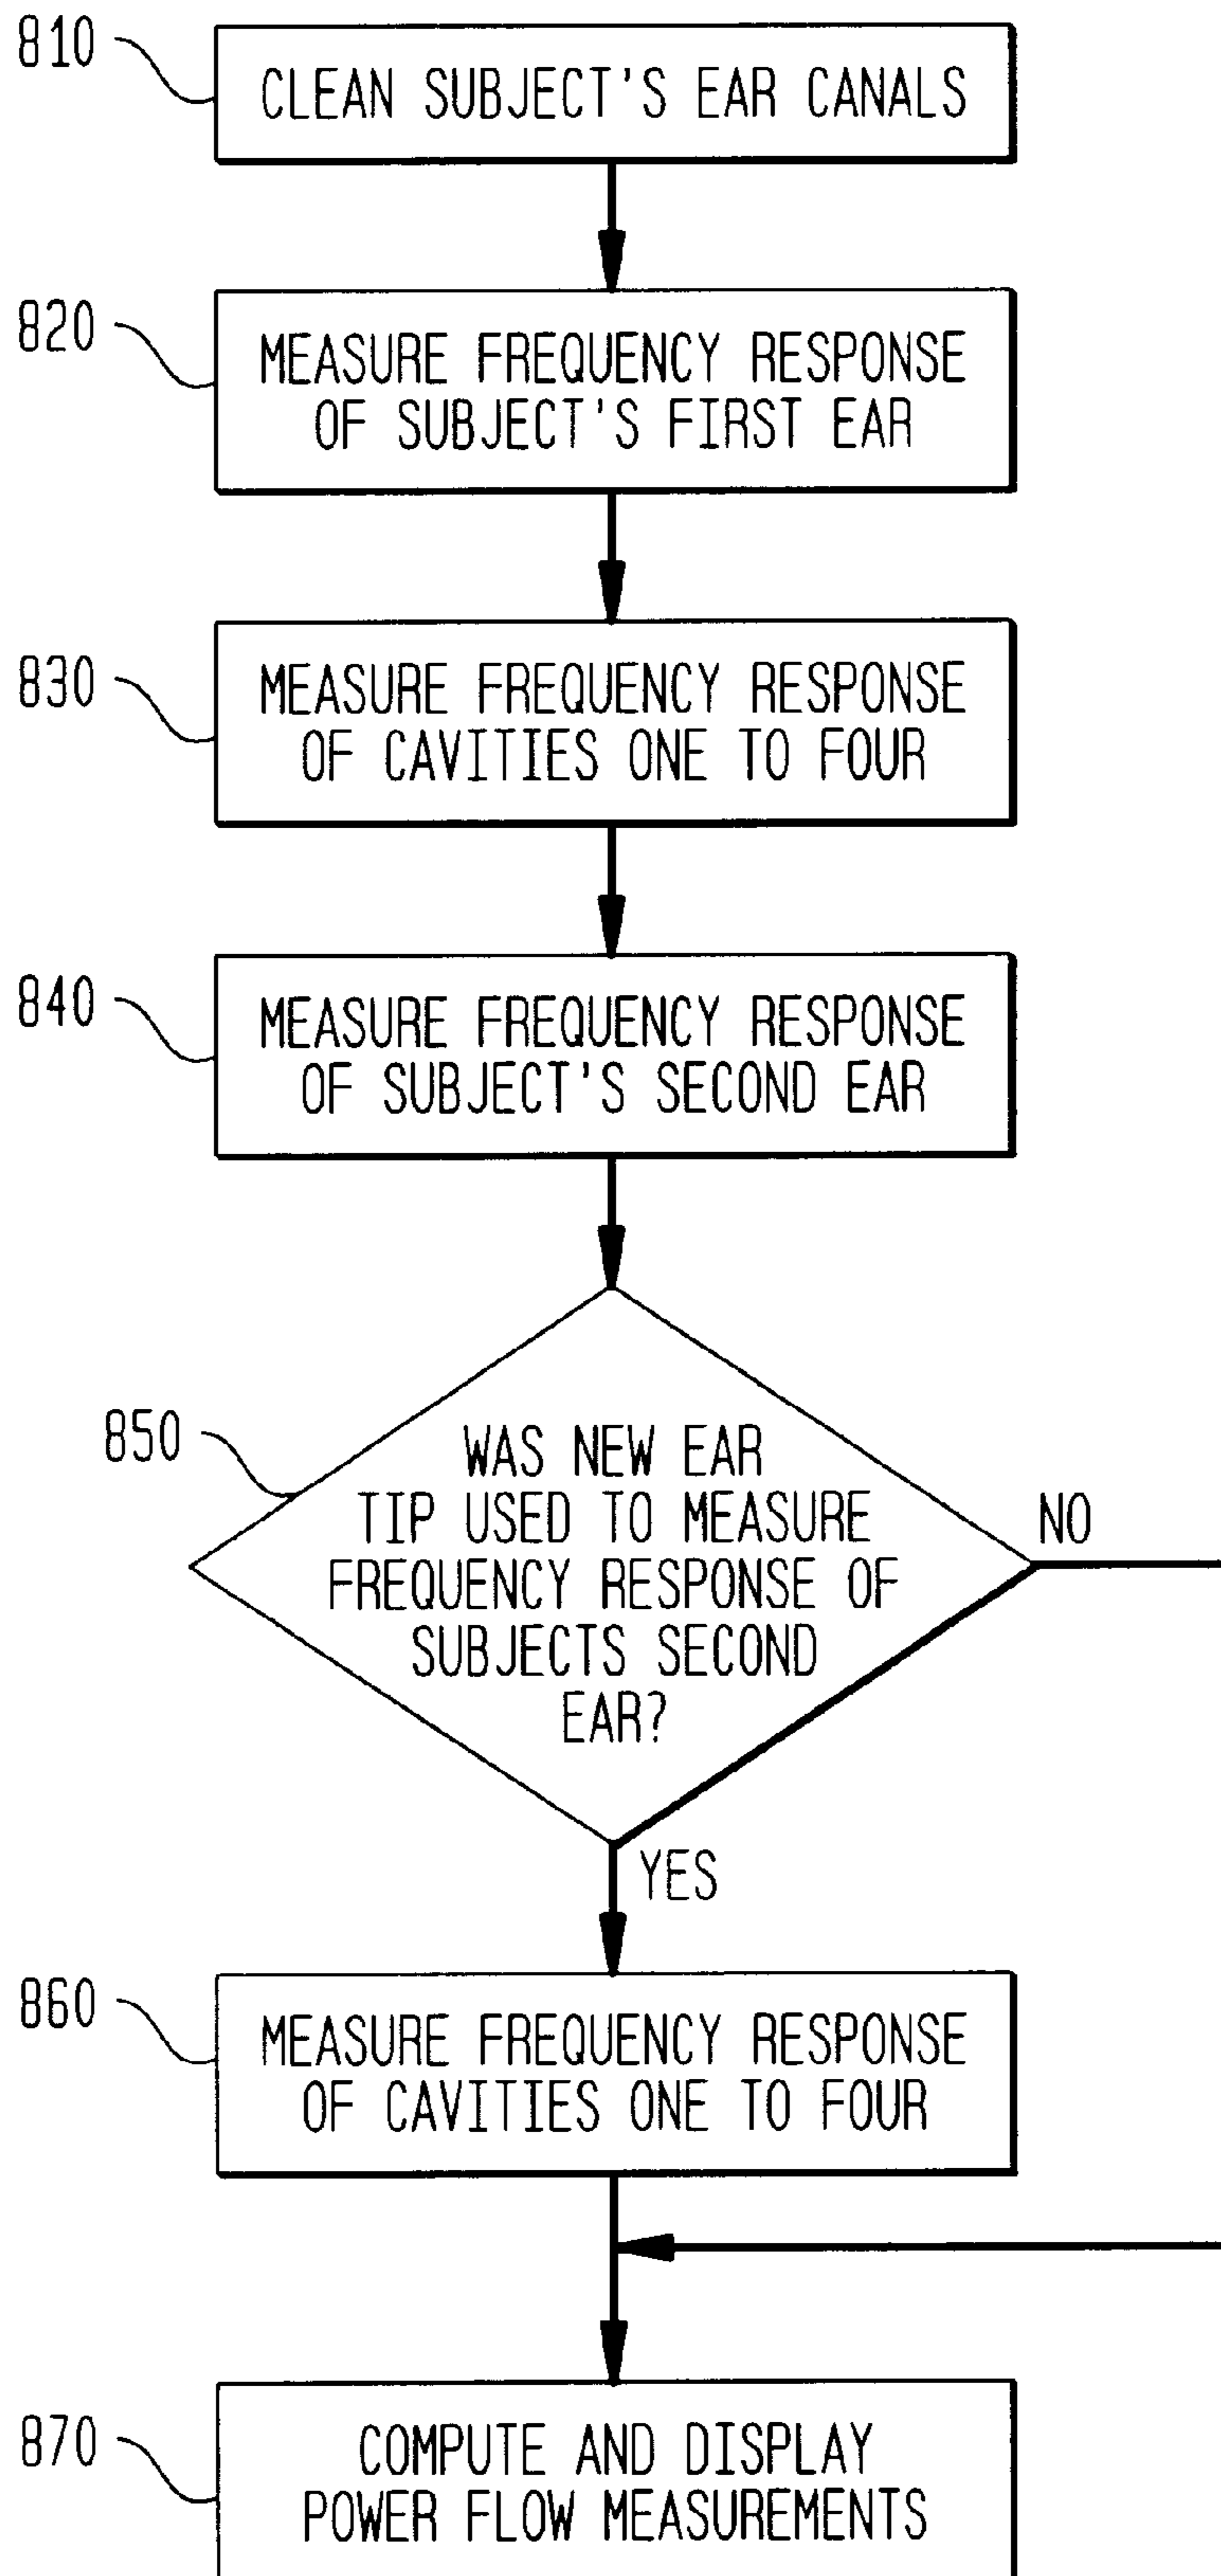 810
CLEAN SUBJECT'S EAR CANALS
820
MEASURE FREQUENCY RESPONSE
OF SUBJECT'S FIRST EAR
830
MEASURE FREQUENCY RESPONSE
OF CAVITIES ONE TO FOUR
840
MEASURE FREQUENCY RESPONSE
OF SUBJECT'S SECOND EAR
850
WAS NEW EAR
TIP USED TO MEASURE
FREQUENCY RESPONSE OF
SUBJECTS SECOND
EAR?
NO
YES
860
MEASURE FREQUENCY RESPONSE
OF CAVITIES ONE TO FOUR
870
COMPUTE AND DISPLAY
POWER FLOW MEASUREMENTS